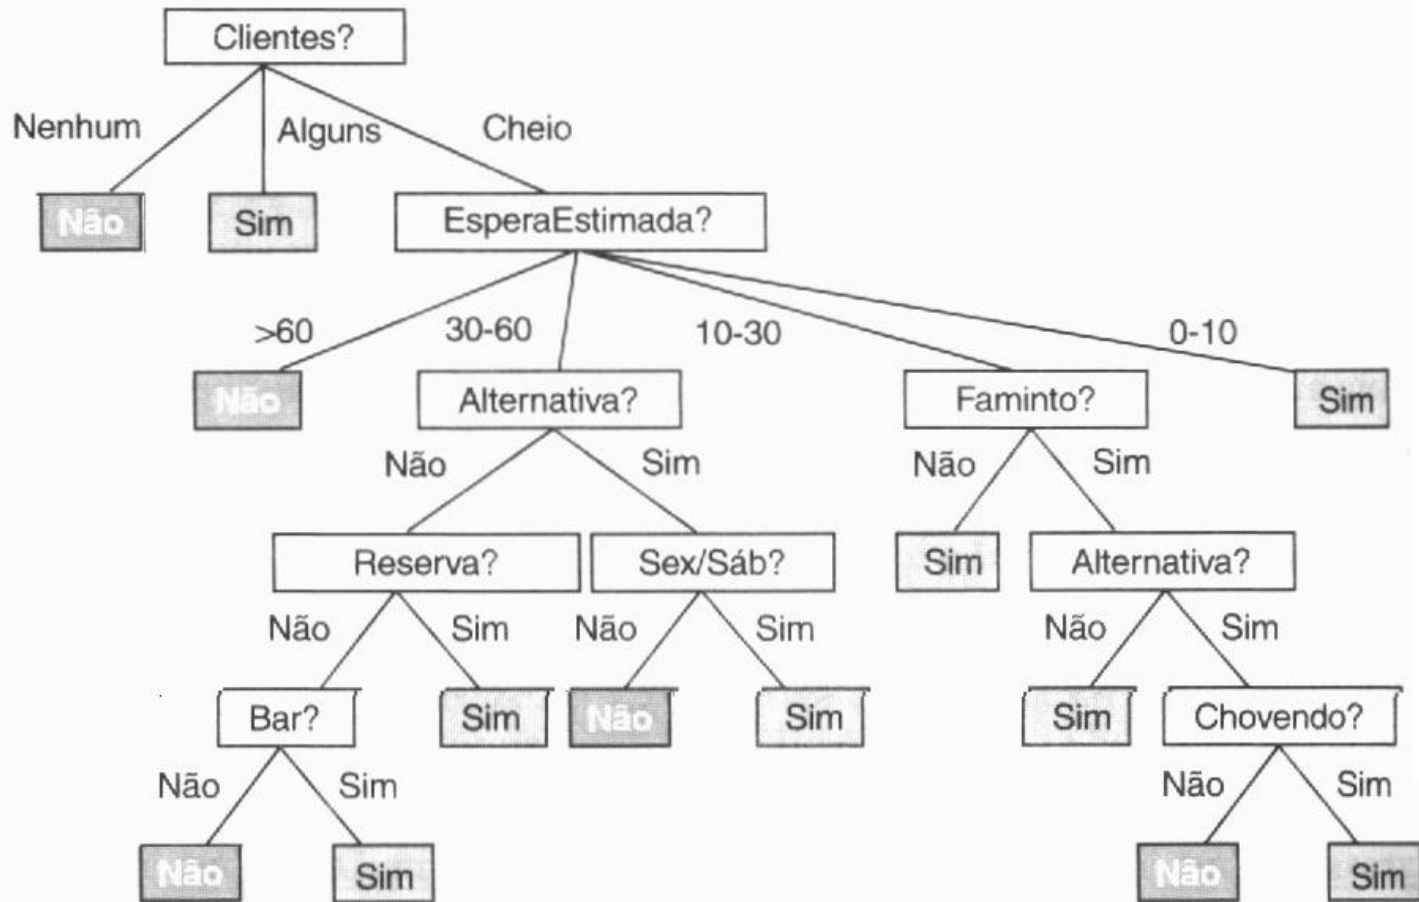 Clientes?
Nenhum Alguns Cheio
Não Sim EsperaEstimada?
>60 30-60 10-30 0-10
Não Alternativa? Faminto? Sim
Não Sim Não Sim
Reserva? Sex/Sáb? Sim Alternativa?
Não Sim Não Sim Não Sim
Bar? Sim Não Sim Sim Chovendo?
Não Sim Não Sim
Não Sim Não Sim